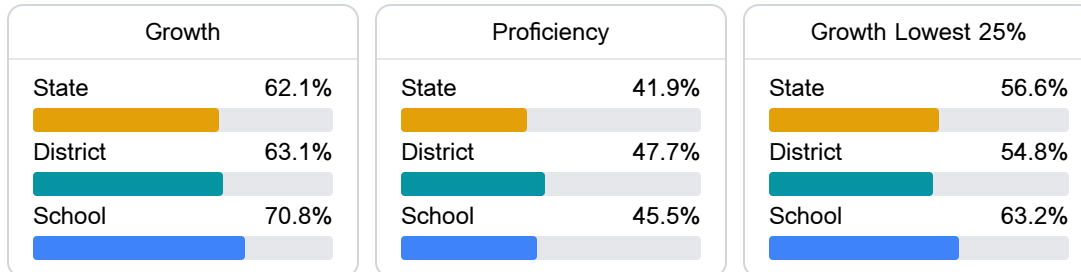 Growth
State 62.1%
District 63.1%
School 70.8%
Proficiency
State 41.9%
District 47.7%
School 45.5%
Growth Lowest 25%
State 56.6%
District 54.8%
School 63.2%